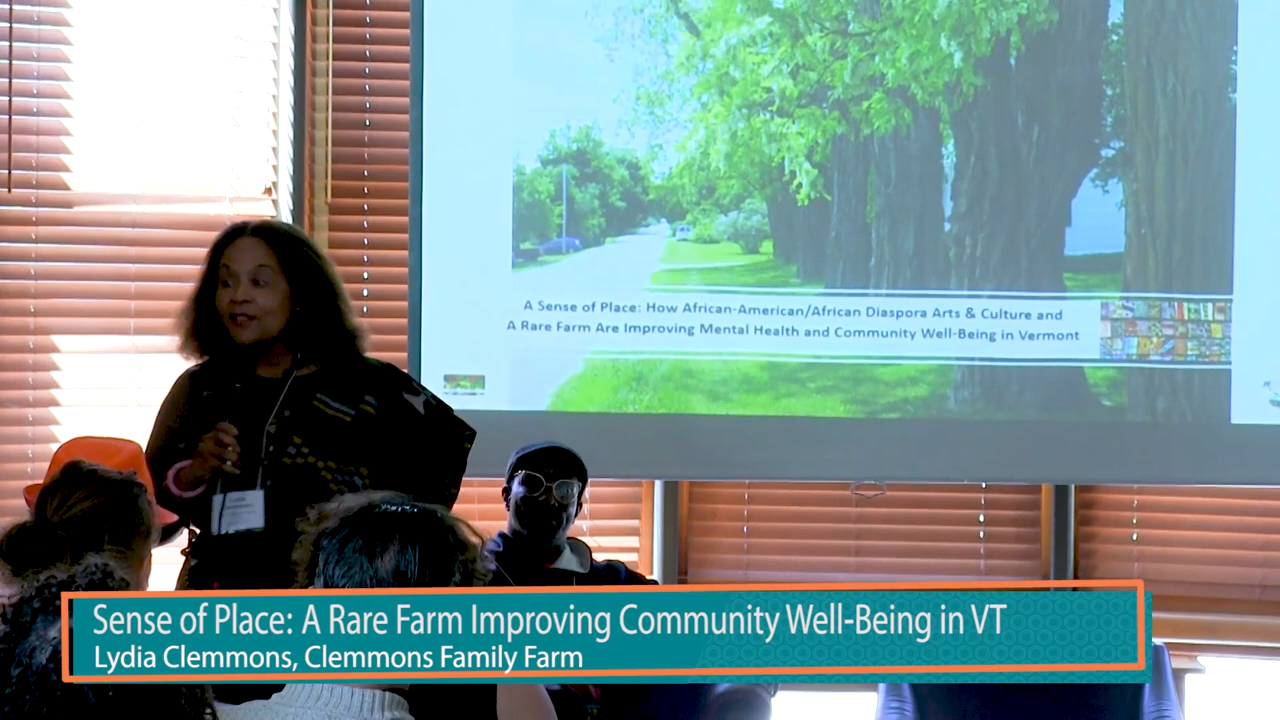 A Sense of Place: How African-American/African Diaspora Arts & Culture and
A Rare Farm Are Improving Mental Health and Community Well-Being in Vermont
Sense of Place: A Rare Farm Improving Community Well-Being in VT
Lydia Clemmons, Clemmons Family Farm